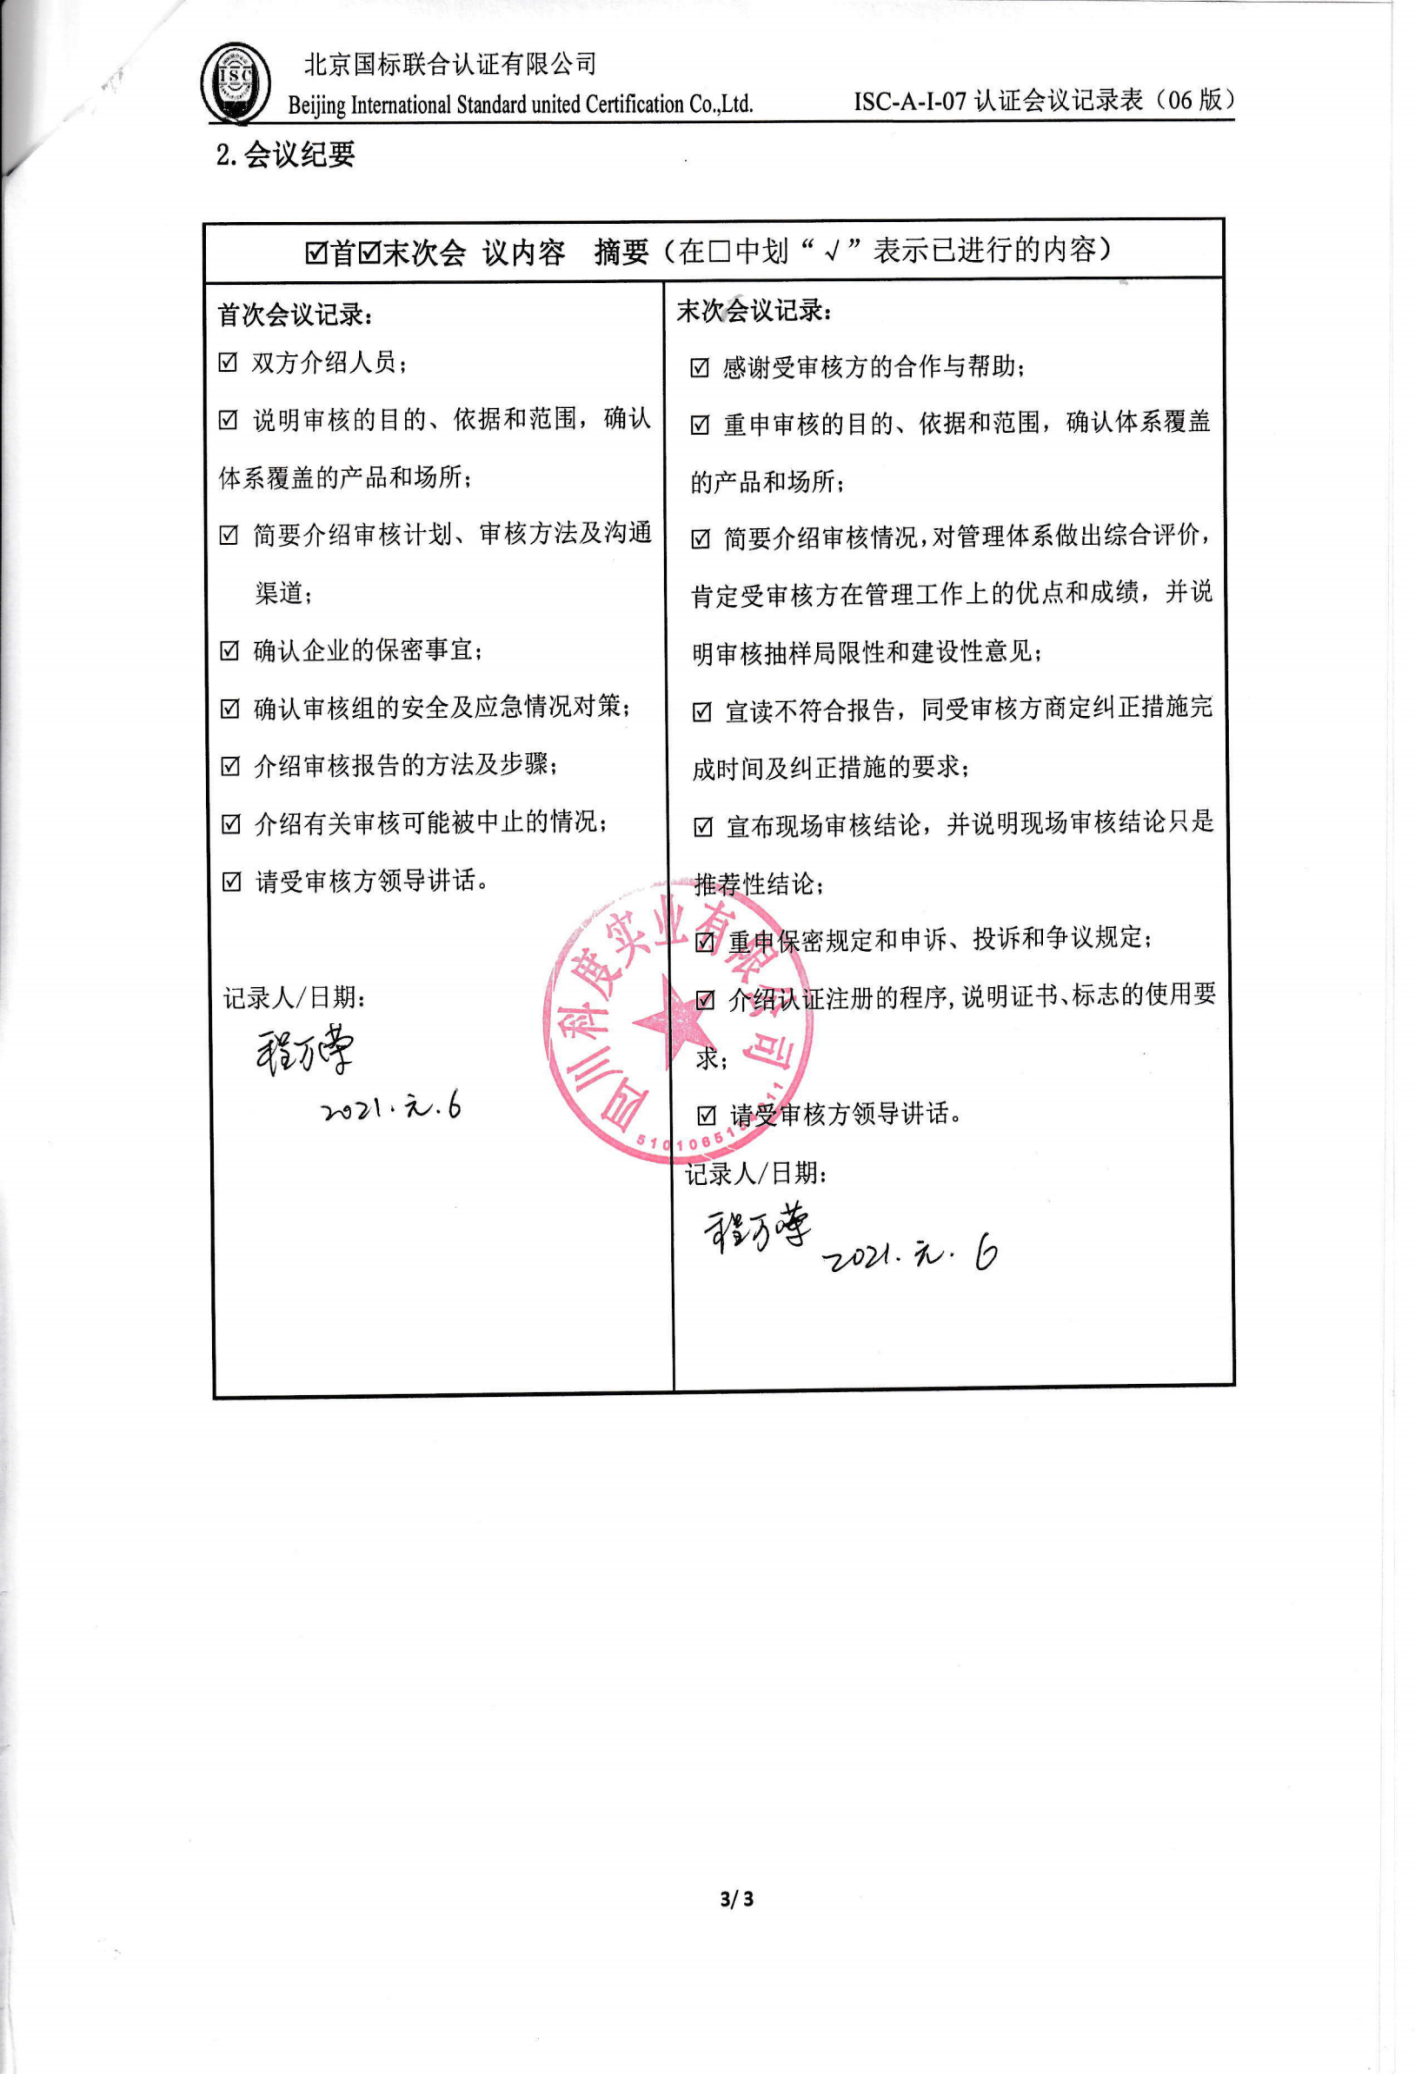 ISC
北京国标联合认证有限公司
Beijing International Standard united Certification Co.,Ltd.
ISC-A-I-07 认证会议记录表（06 版）
2. 会议纪要
☑首☑末次会 议内容 摘要（在□中划“√”表示已进行的内容）
首次会议记录：
☑ 双方介绍人员；
☑ 说明审核的目的、依据和范围，确认
体系覆盖的产品和场所；
☑ 简要介绍审核计划、审核方法及沟通
渠道；
☑ 确认企业的保密事宜；
☑ 确认审核组的安全及应急情况对策；
☑ 介绍审核报告的方法及步骤；
☑ 介绍有关审核可能被中止的情况；
☑ 请受审核方领导讲话。
记录人/日期：
程万荣
2021.元.6
末次会议记录：
☑ 感谢受审核方的合作与帮助；
☑ 重申审核的目的、依据和范围，确认体系覆盖
的产品和场所；
☑ 简要介绍审核情况，对管理体系做出综合评价，
肯定受审核方在管理工作上的优点和成绩，并说
明审核抽样局限性和建设性意见；
☑ 宣读不符合报告，同受审核方商定纠正措施完
成时间及纠正措施的要求；
☑ 宣布现场审核结论，并说明现场审核结论只是
推荐性结论；
☑ 重申保密规定和申诉、投诉和争议规定；
☑ 介绍认证注册的程序，说明证书、标志的使用要
求；
☑ 请受审核方领导讲话。
记录人/日期：
程万荣
2021.元.6
四川科度实业有限公司
3/3